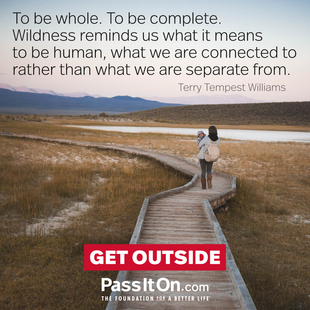 To be whole. To be complete.
Wildness reminds us what it means
to be human, what we are connected to
rather than what we are separate from.
Terry Tempest Williams
GET OUTSIDE
PassItOn.com
THE FOUNDATION FOR A BETTER LIFE